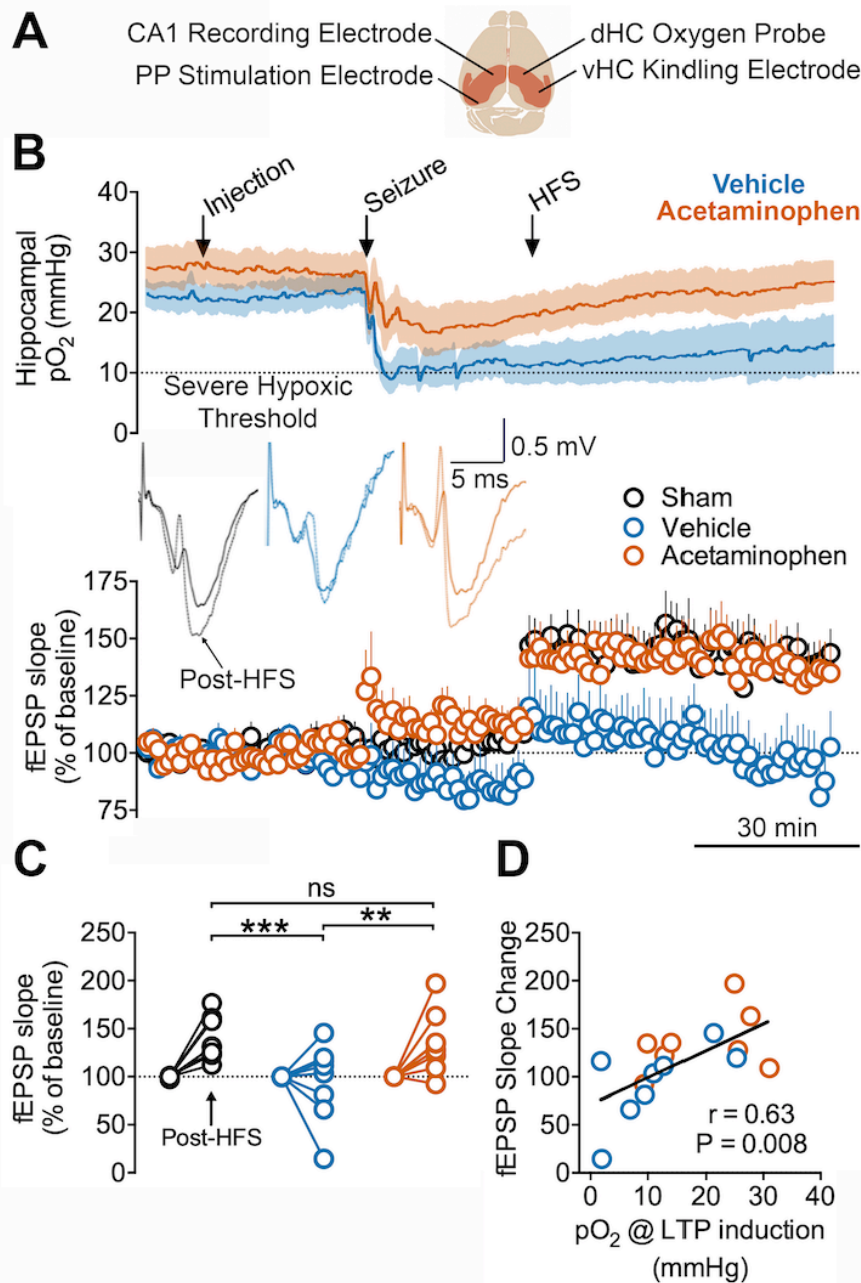 A
CA1 Recording Electrode
PP Stimulation Electrode
dHC Oxygen Probe
vHC Kindling Electrode
B
Injection
Seizure
HFS
Vehicle
Acetaminophen
Hippocampal
pO2 (mmHg)
40
30
20
10
0
Severe Hypoxic
Threshold
0.5 mV
5 ms
Sham
Vehicle
Acetaminophen
fEPSP slope
(% of baseline)
175
150
125
100
75
Post-HFS
30 min
C
ns
***
**
fEPSP slope
(% of baseline)
250
200
150
100
50
0
Post-HFS
D
fEPSP Slope Change
250
200
150
100
50
0
r = 0.63
P = 0.008
0 10 20 30 40
pO2 @ LTP induction
(mmHg)